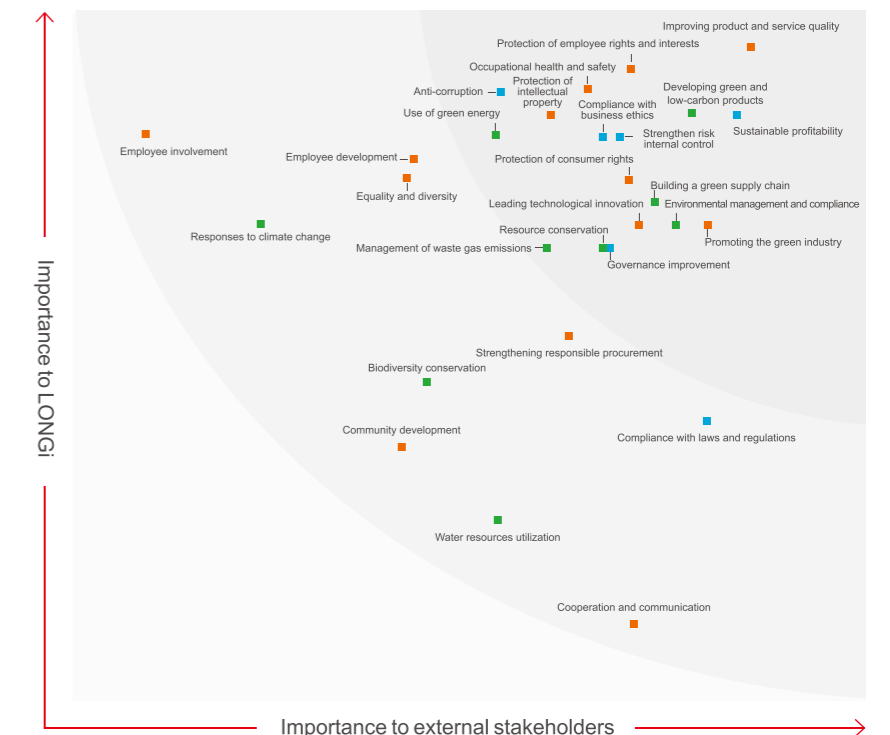 Improving product and service quality
Protection of employee rights and interests
Occupational health and safety
Protection of
intellectual
property
Anti-corruption
Developing green and
low-carbon products
Use of green energy
Compliance with
business ethics
Sustainable profitability
Strengthen risk
internal control
Employee involvement
Employee development
Protection of consumer rights
Equality and diversity
Building a green supply chain
Leading technological innovation
Environmental management and compliance
Responses to climate change
Resource conservation
Promoting the green industry
Management of waste gas emissions
Governance improvement
Strengthening responsible procurement
Biodiversity conservation
Community development
Compliance with laws and regulations
Water resources utilization
Cooperation and communication
Importance to LONGi
Importance to external stakeholders